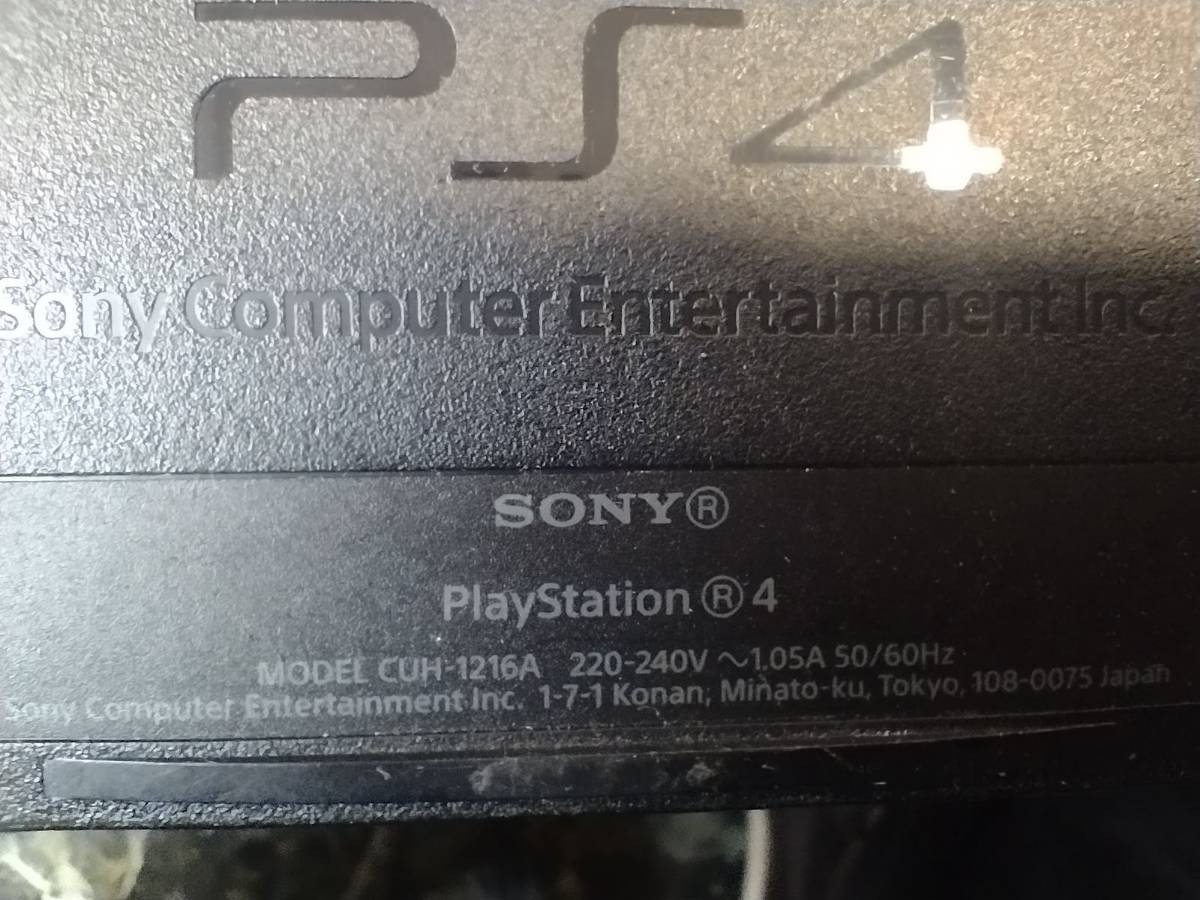 PS4
Sony Computer Entertainment Inc.
SONY®
PlayStation®4
MODEL CUH-1216A 220-240V ～1.05A 50/60Hz
Sony Computer Entertainment Inc. 1-7-1 Konan, Minato-ku, Tokyo, 108-0075 Japan